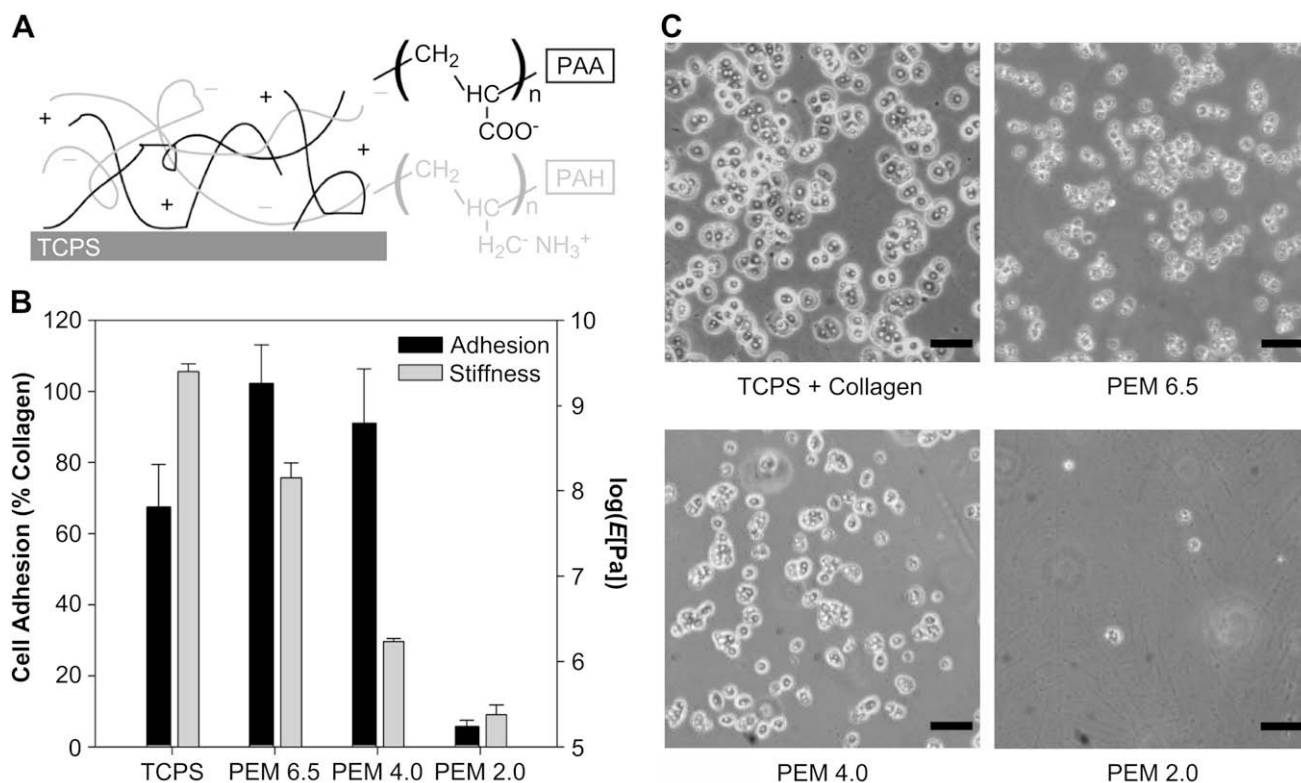 A
CH₂
HC
COO⁻
n
PAA
CH₂
n
H₂C⁻ NH₃⁺
PAH
+
−
+
−
+
−
+
−
TCPS
B
Adhesion
Stiffness
Cell Adhesion (% Collagen)
120
100
80
60
40
20
0
log(E[Pa])
10
9
8
7
6
5
TCPS
PEM 6.5
PEM 4.0
PEM 2.0
C
TCPS + Collagen
PEM 6.5
PEM 4.0
PEM 2.0